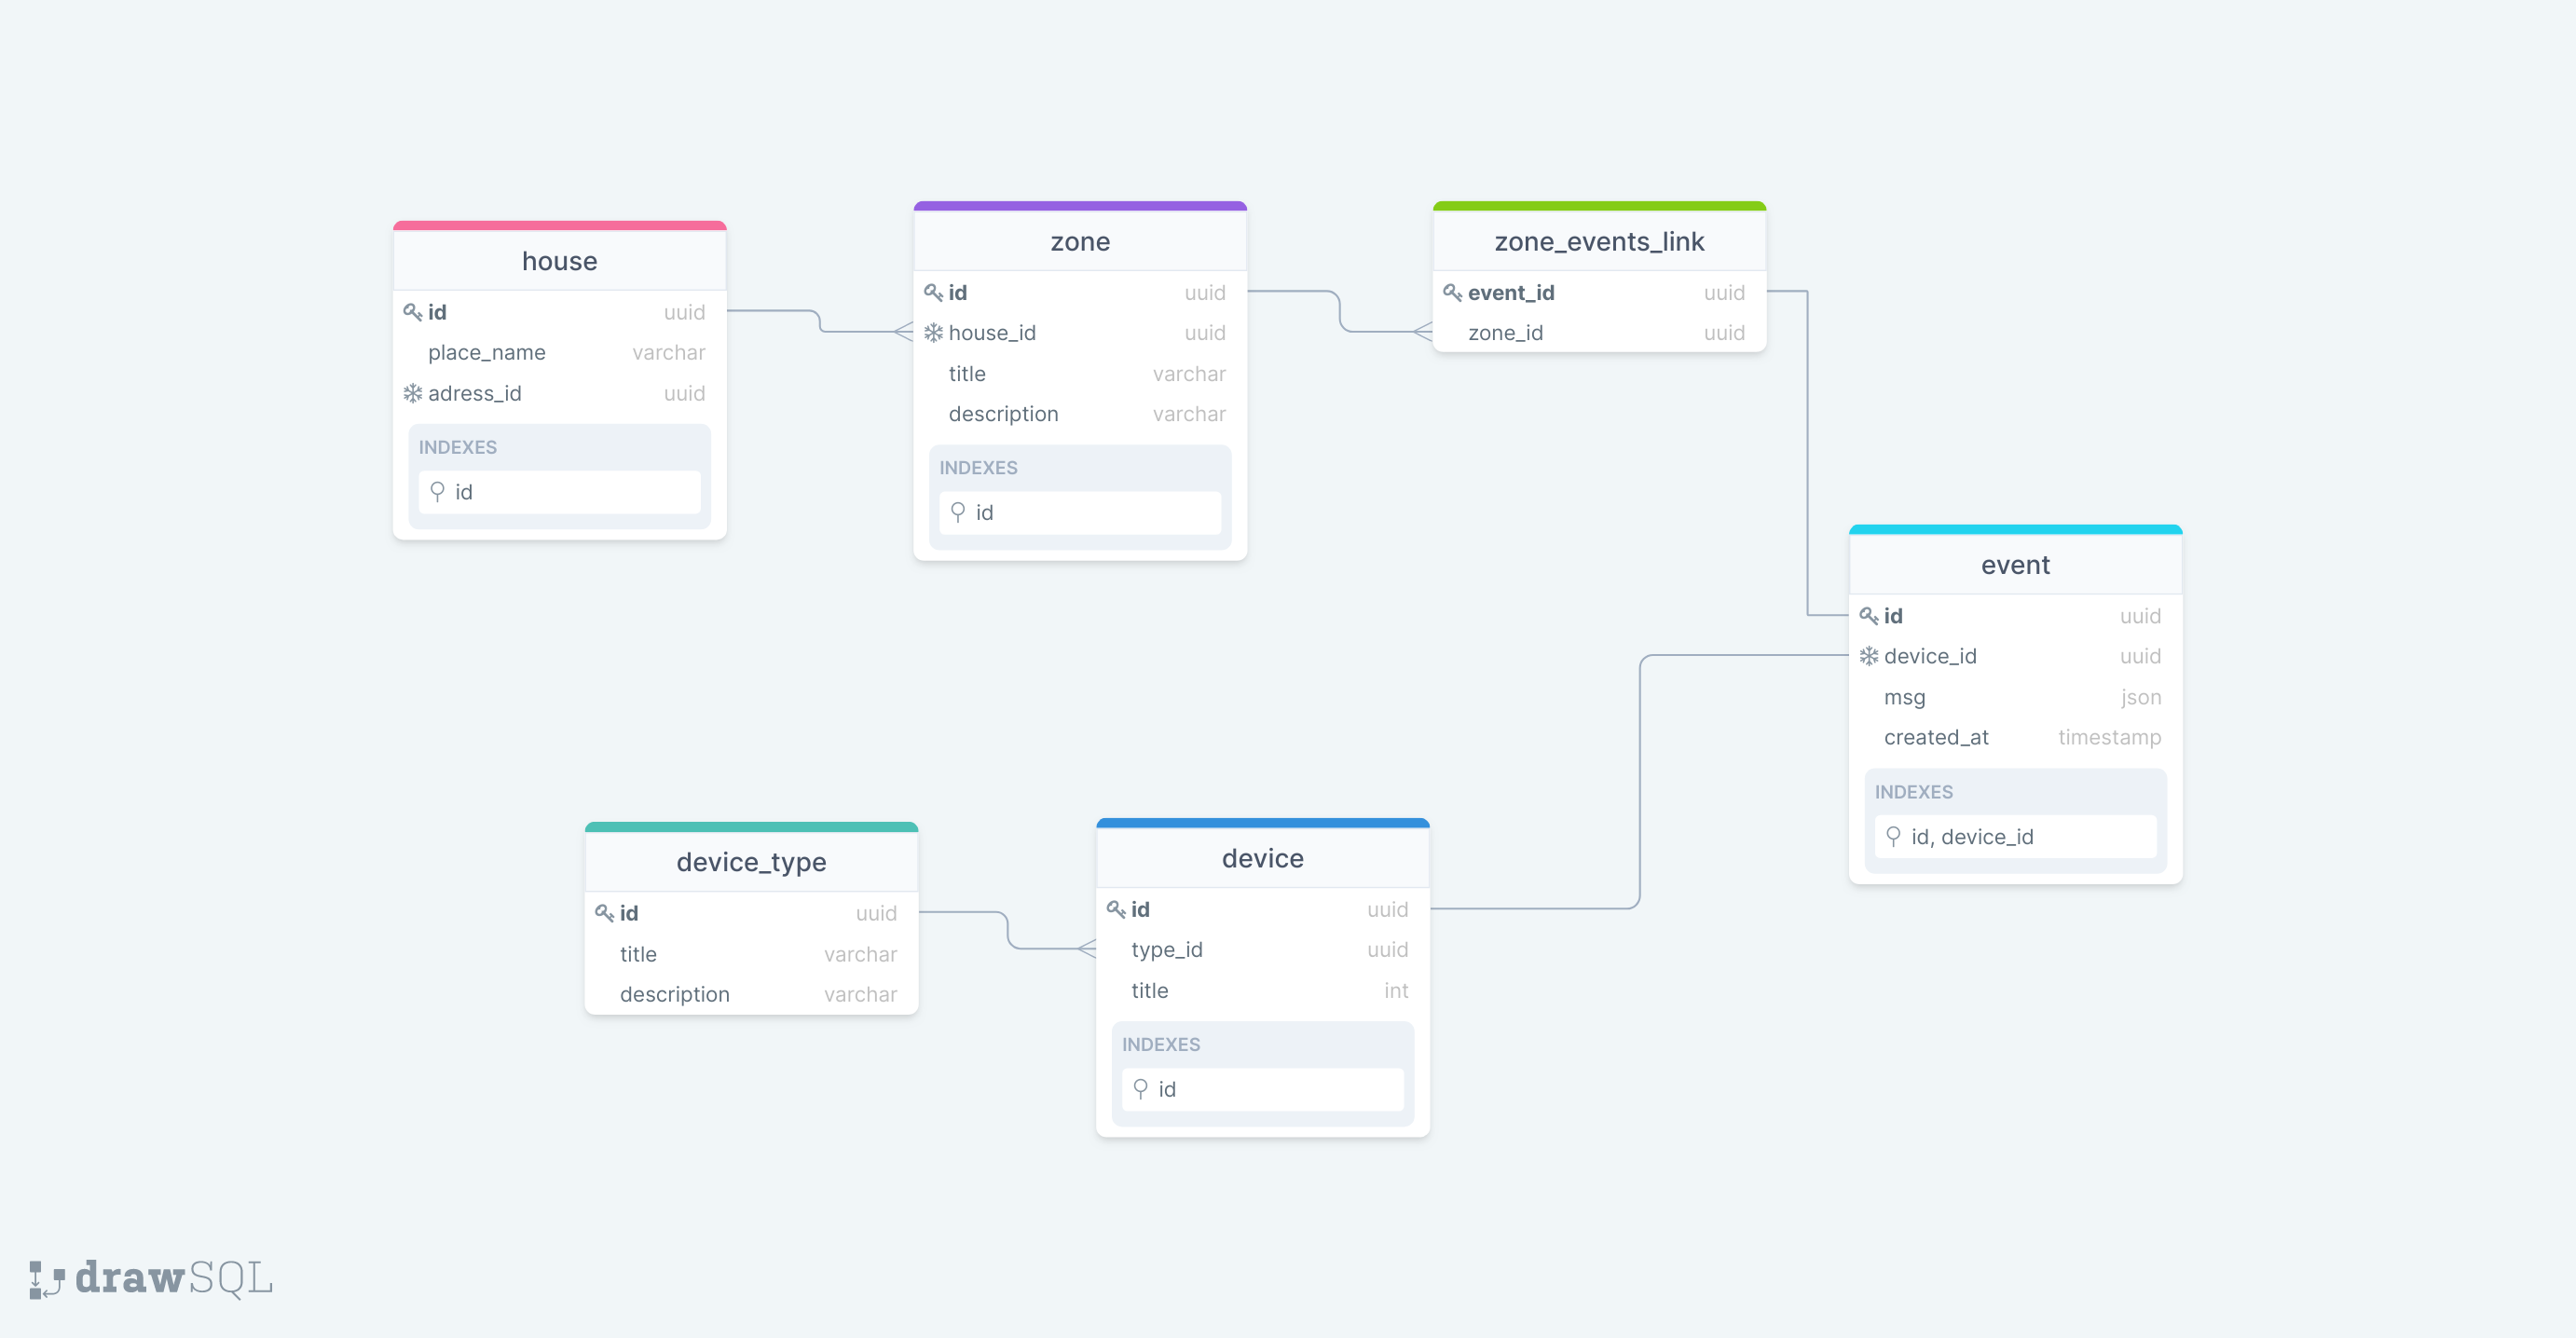 house
id uuid
place_name varchar
adress_id uuid
INDEXES
id
zone
id uuid
house_id uuid
title varchar
description varchar
INDEXES
id
zone_events_link
event_id uuid
zone_id uuid
event
id uuid
device_id uuid
msg json
created_at timestamp
INDEXES
id, device_id
device_type
id uuid
title varchar
description varchar
device
id uuid
type_id uuid
title int
INDEXES
id
drawSQL